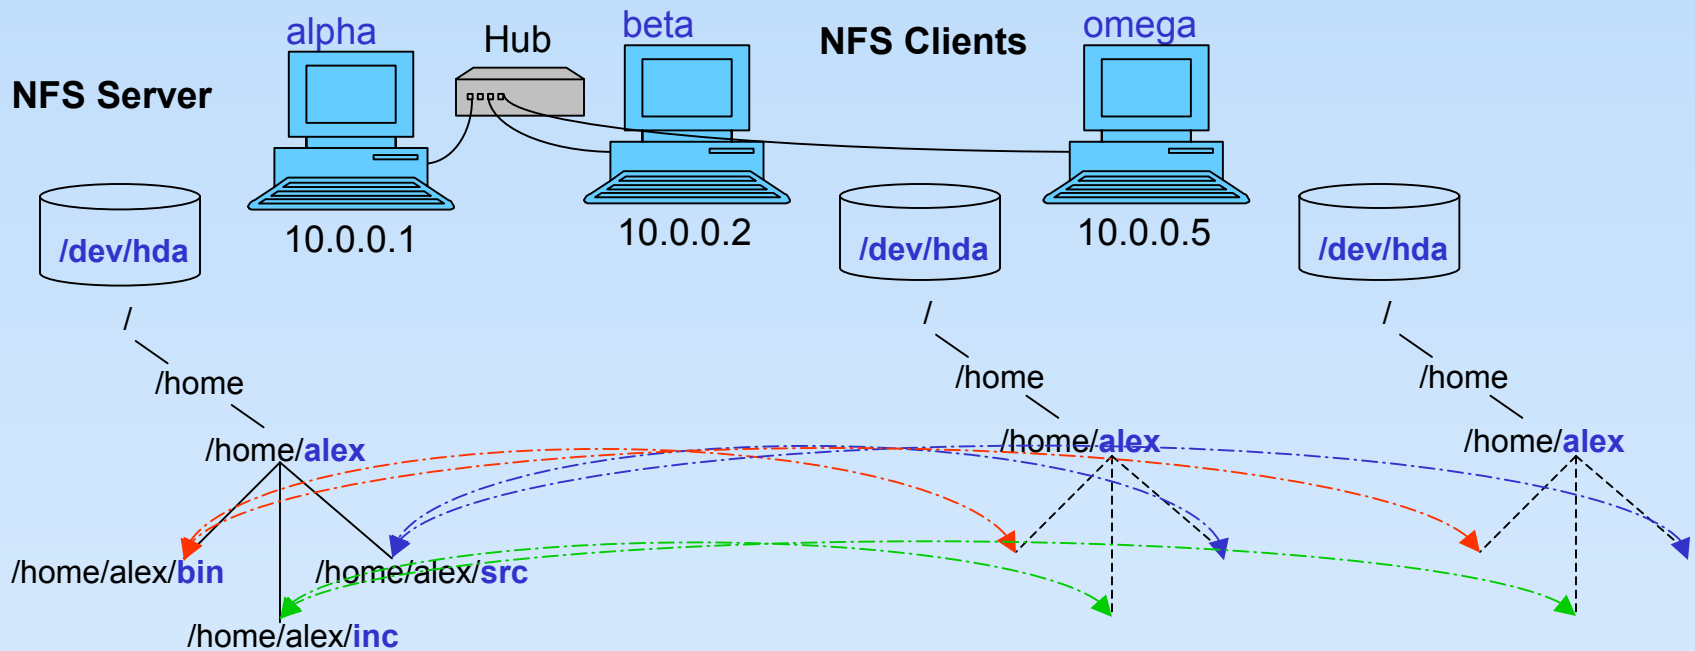 alpha
Hub
beta
NFS Clients
omega
NFS Server
/dev/hda
10.0.0.1
10.0.0.2
/dev/hda
10.0.0.5
/dev/hda
/
/
/
/home
/home
/home
/home/alex
/home/alex
/home/alex
/home/alex/bin
/home/alex/src
/home/alex/inc